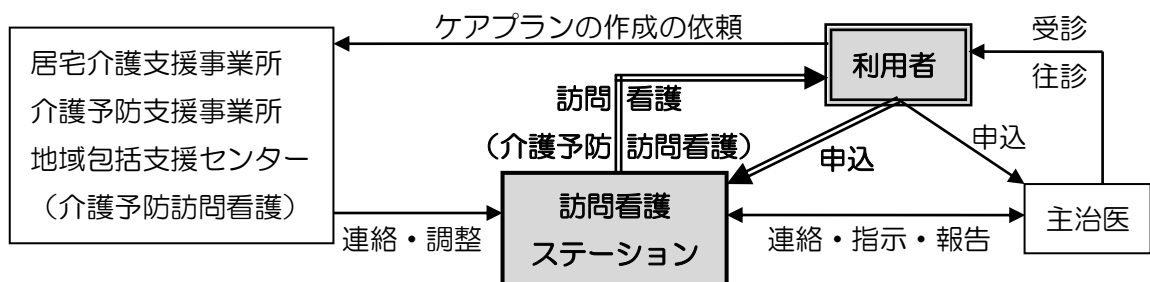 ケアプランの作成の依頼
居宅介護支援事業所
介護予防支援事業所
地域包括支援センター
（介護予防訪問看護）
利用者
受診
往診
訪問看護
（介護予防訪問看護）
申込
申込
訪問看護
ステーション
主治医
連絡・調整
連絡・指示・報告